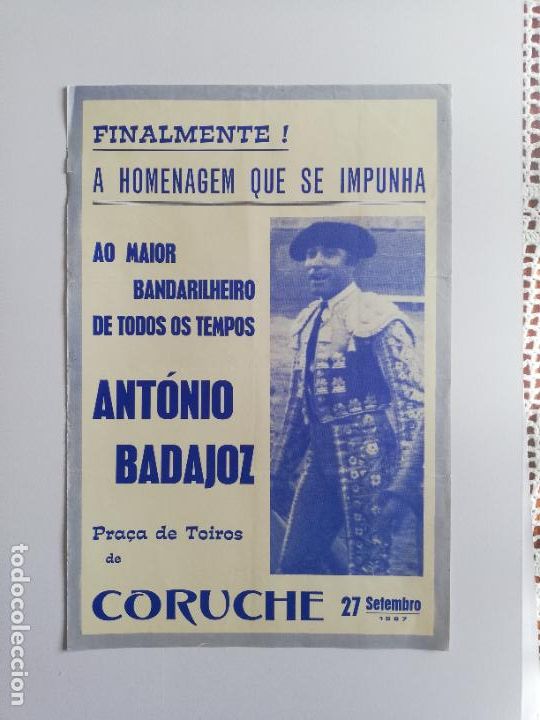 FINALMENTE !
A HOMENAGEM QUE SE IMPUNHA
AO MAIOR
BANDARILHEIRO
DE TODOS OS TEMPOS
ANTÓNIO
BADAJOZ
Praça de Toiros
de
CORUCHE
27 Setembro
1987
todocoleccion.net